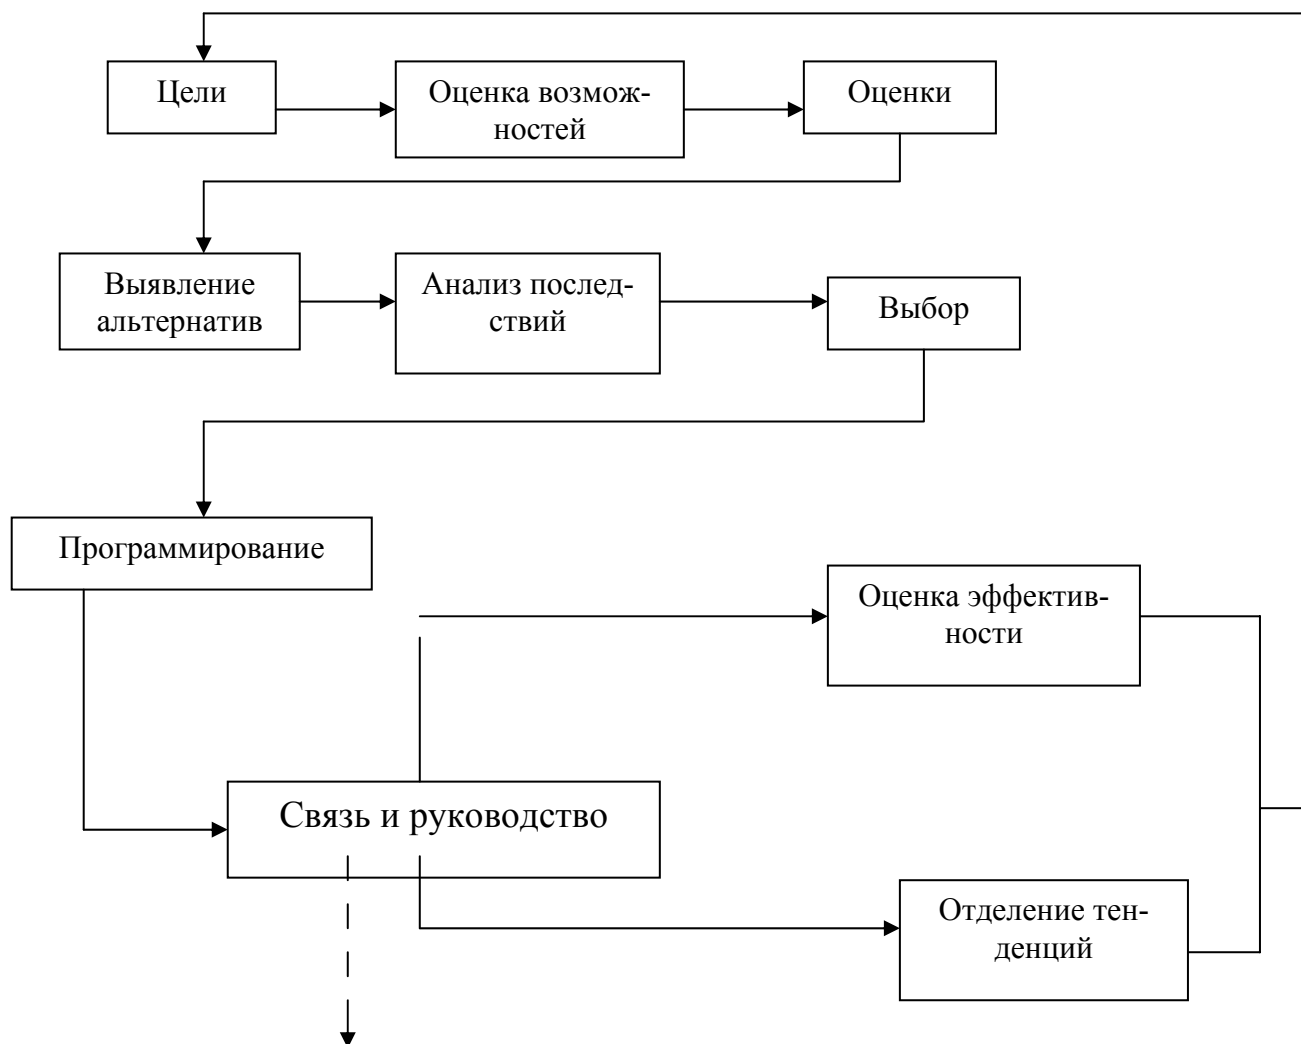 Цели
Оценка возмож-
ностей
Оценки
Выявление
альтернатив
Анализ послед-
ствий
Выбор
Программирование
Оценка эффектив-
ности
Связь и руководство
Отделение тен-
денций